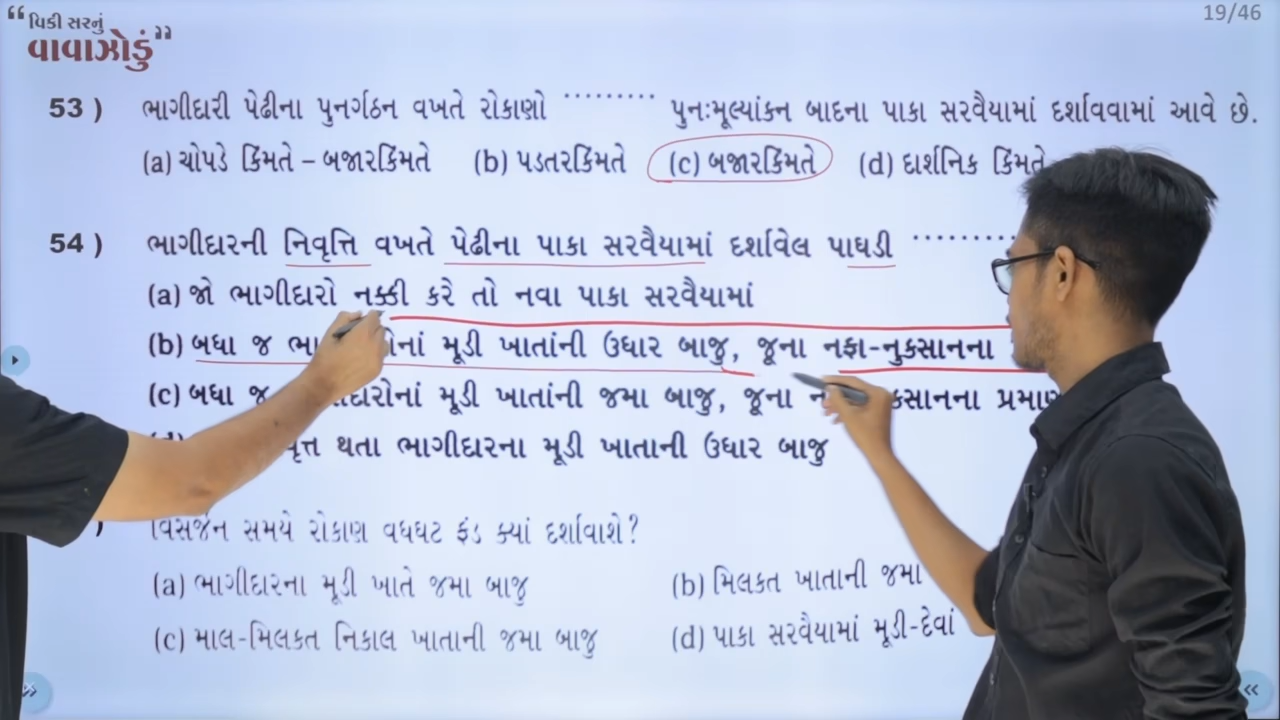 19/46
“વિકી સરનું
વાવાઝોડું”
53 ) ભાગીદારી પેઢીના પુનર્ગઠન વખતે રોકાણો ......... પુનઃમૂલ્યાંકન બાદના પાકા સરવૈયામાં દર્શાવવામાં આવે છે.
(a) ચોપડે કિંમતે – બજારકિંમતે (b) પડતરકિંમતે (c) બજારકિંમતે (d) દાર્શનિક કિંમતે
54 ) ભાગીદારની નિવૃત્તિ વખતે પેઢીના પાકા સરવૈયામાં દર્શાવેલ પાઘડી .........
(a) જો ભાગીદારો નક્કી કરે તો નવા પાકા સરવૈયામાં
(b) બધા જ મૂડી ખાતાંની ઉધાર બાજુ, જૂના નફા-નુકસાનના
(c) બધા જ મૂડી ખાતાંની જમા બાજુ, જૂના
થતા ભાગીદારના મૂડી ખાતાની ઉધાર બાજુ
વિસર્જન સમયે રોકાણ વધઘટ ફંડ ક્યાં દર્શાવાશે?
(a) ભાગીદારના મૂડી ખાતે જમા બાજુ (b) મિલકત ખાતાની જમા
(c) માલ-મિલકત નિકાલ ખાતાની જમા બાજુ (d) પાકા સરવૈયામાં મૂડી-દેવાં